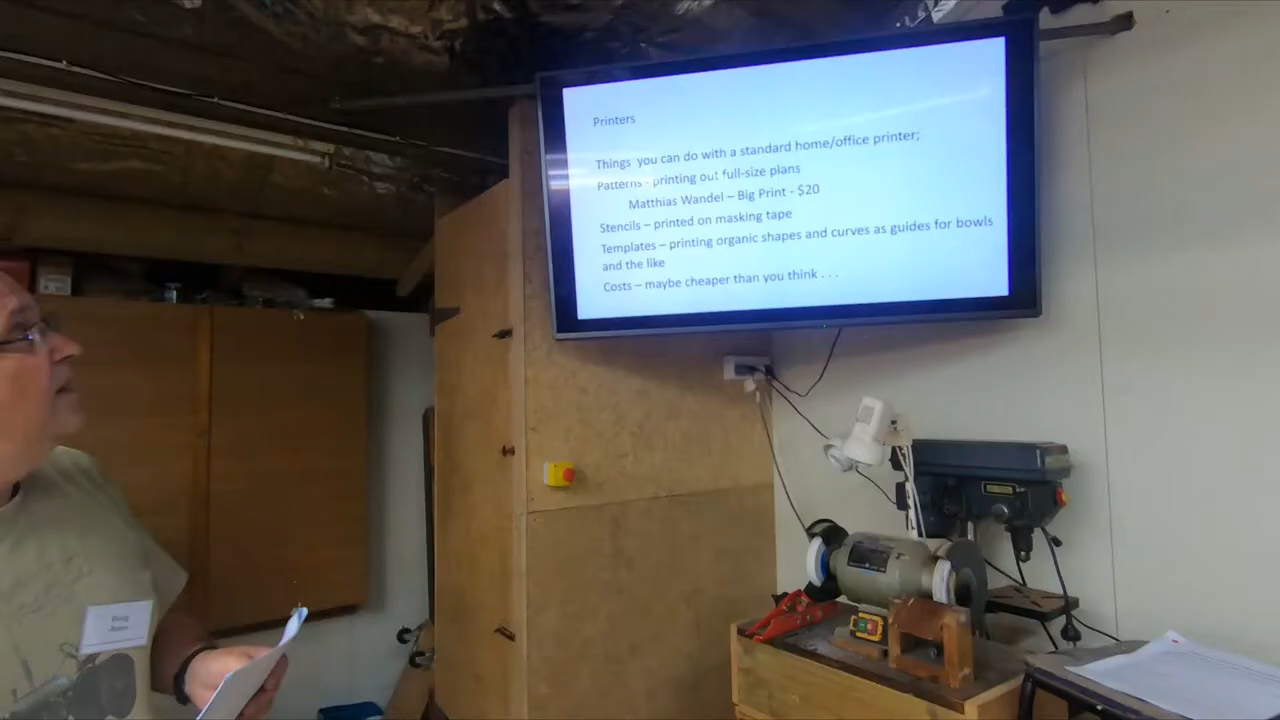 Printers
Things you can do with a standard home/office printer;
Patterns - printing out full-size plans
Matthias Wandel – Big Print - $20
Stencils – printed on masking tape
Templates – printing organic shapes and curves as guides for bowls
and the like
Costs – maybe cheaper than you think . . .
Doug